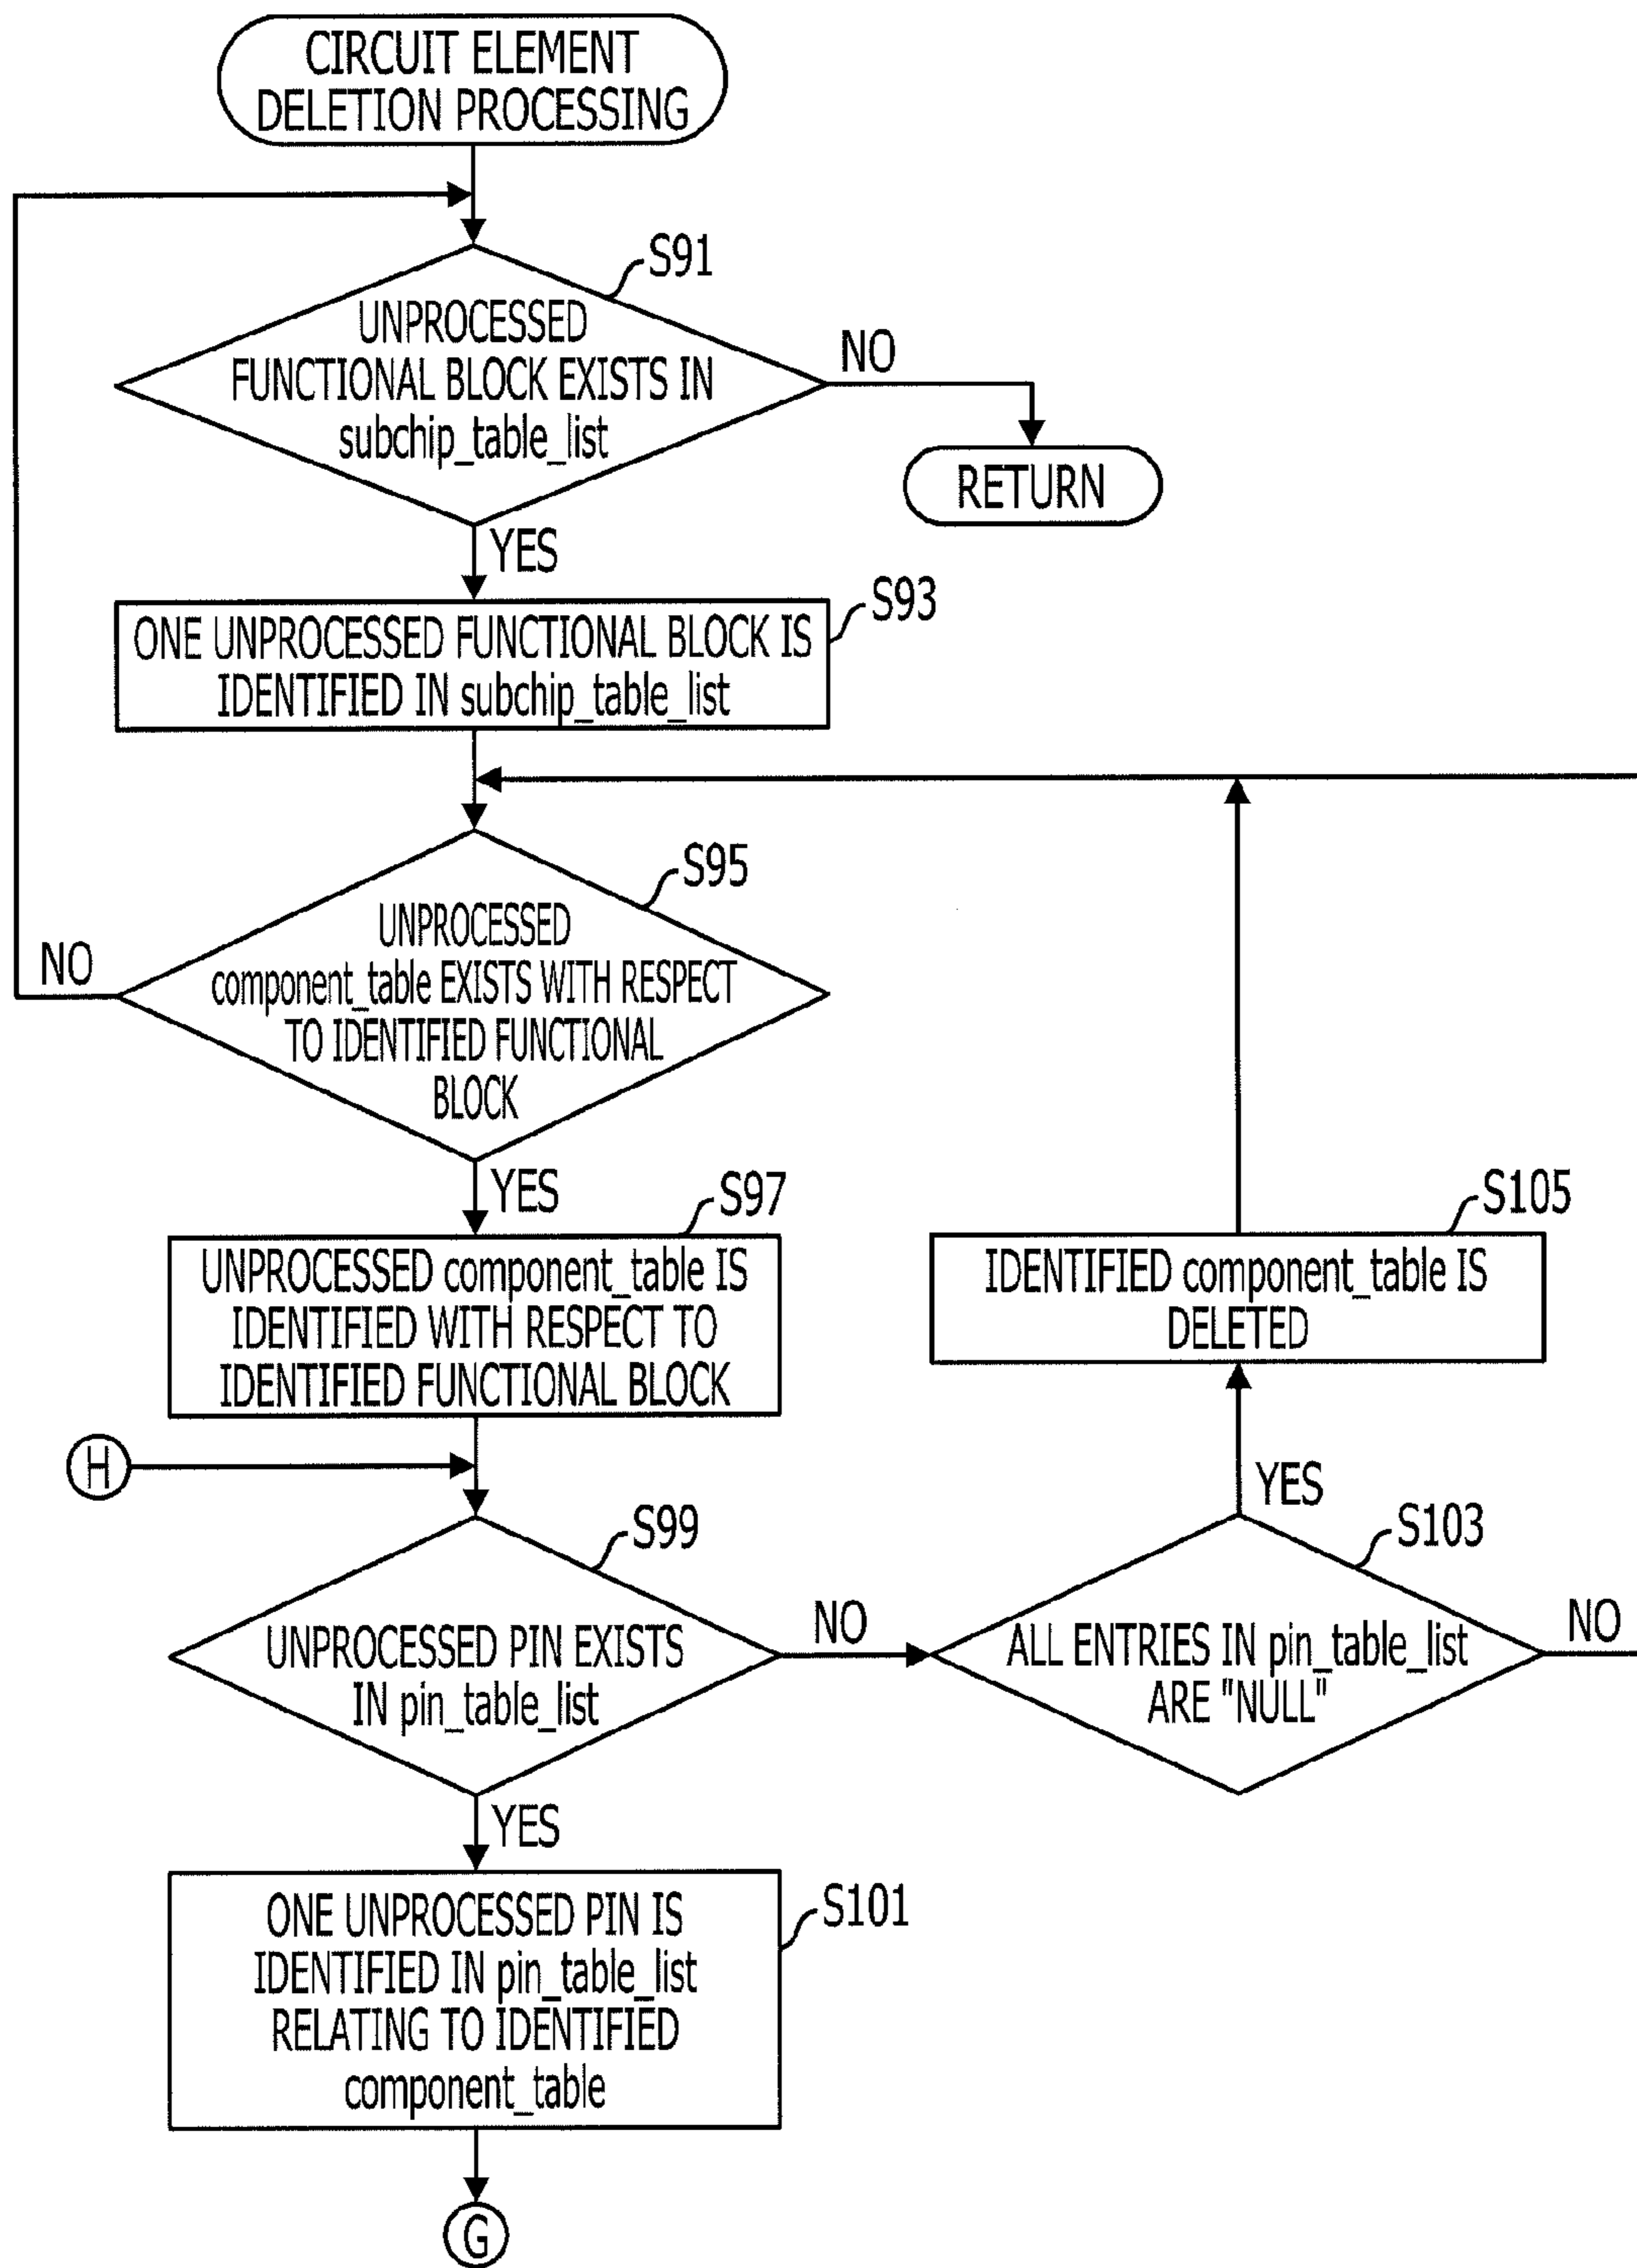 CIRCUIT ELEMENT
DELETION PROCESSING
S91
UNPROCESSED
FUNCTIONAL BLOCK EXISTS IN
subchip_table_list
NO
RETURN
YES
S93
ONE UNPROCESSED FUNCTIONAL BLOCK IS
IDENTIFIED IN subchip_table_list
S95
UNPROCESSED
component_table EXISTS WITH RESPECT
TO IDENTIFIED FUNCTIONAL
BLOCK
NO
YES
S97
UNPROCESSED component_table IS
IDENTIFIED WITH RESPECT TO
IDENTIFIED FUNCTIONAL BLOCK
S105
IDENTIFIED component_table IS
DELETED
H
YES
S99
UNPROCESSED PIN EXISTS
IN pin_table_list
NO
S103
ALL ENTRIES IN pin_table_list
ARE "NULL"
NO
YES
S101
ONE UNPROCESSED PIN IS
IDENTIFIED IN pin_table_list
RELATING TO IDENTIFIED
component_table
G